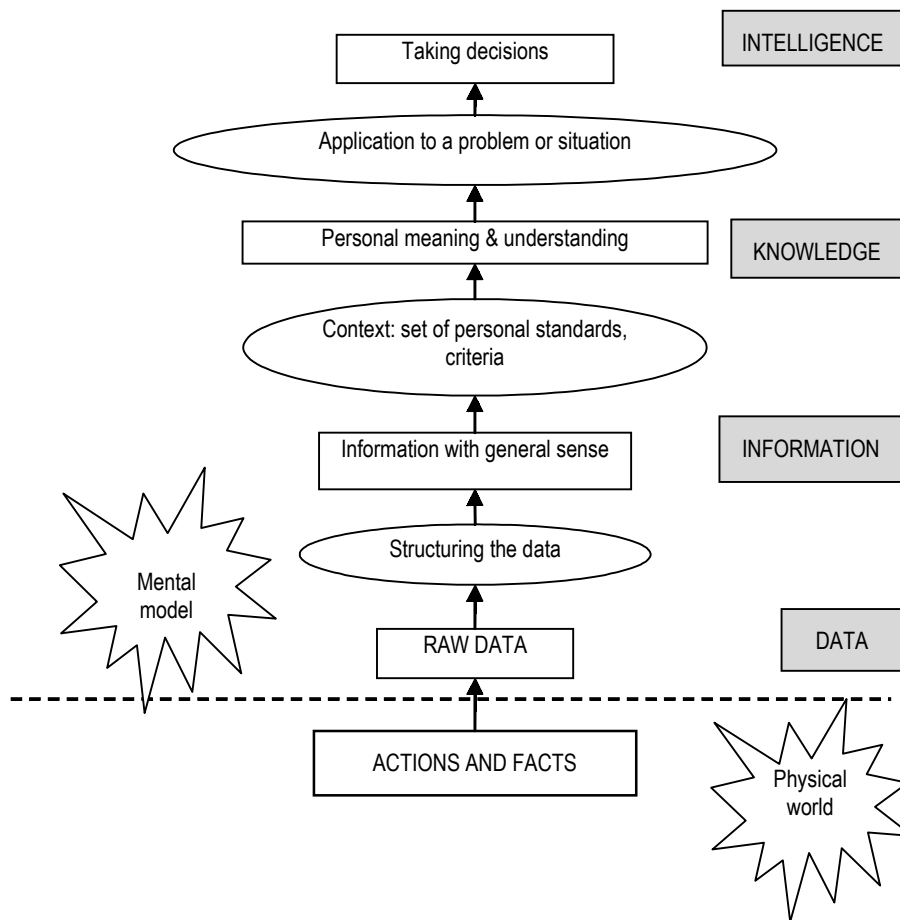 INTELLIGENCE
Taking decisions
Application to a problem or situation
Personal meaning & understanding
KNOWLEDGE
Context: set of personal standards,
criteria
Information with general sense
INFORMATION
Structuring the data
Mental
model
RAW DATA
DATA
ACTIONS AND FACTS
Physical
world